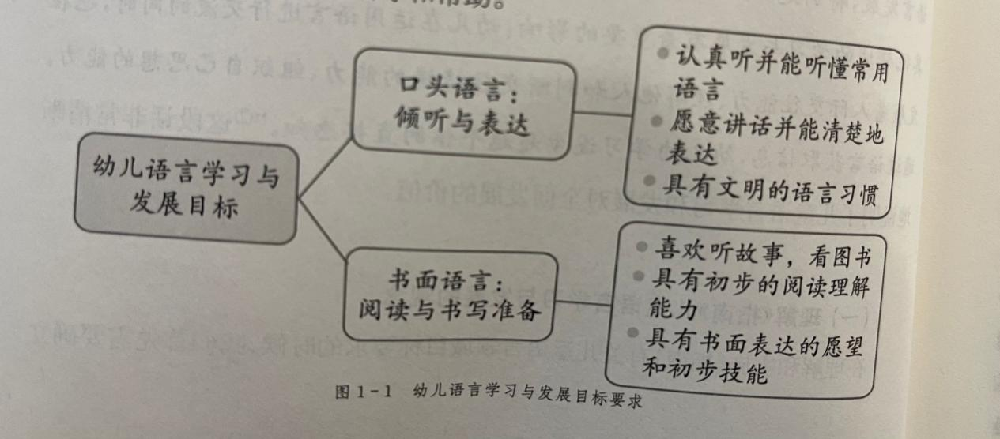 幼儿语言学习与
发展目标
口头语言：
倾听与表达
认真听并能听懂常用
语言
愿意讲话并能清楚地
表达
具有文明的语言习惯
书面语言：
阅读与书写准备
喜欢听故事，看图书
具有初步的阅读理解
能力
具有书面表达的愿望
和初步技能
图1-1 幼儿语言学习与发展目标要求